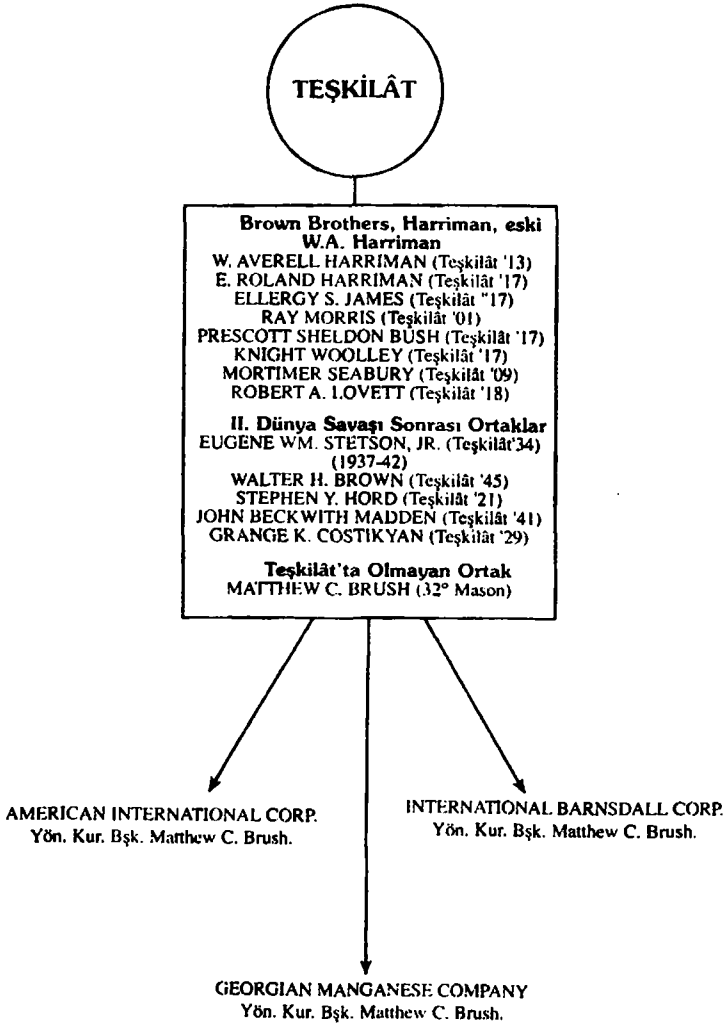 TEŞKİLÂT
Brown Brothers, Harriman, eski
W.A. Harriman
W. AVERELL HARRIMAN (Teşkilât '13)
E. ROLAND HARRIMAN (Teşkilât '17)
ELLERGY S. JAMES (Teşkilât "17)
RAY MORRIS (Teşkilât '01)
PRESCOTT SHELDON BUSH (Teşkilât '17)
KNIGHT WOOLLEY (Teşkilât '17)
MORTIMER SEABURY (Teşkilât '09)
ROBERT A. LOVETT (Teşkilât '18)
II. Dünya Savaşı Sonrası Ortaklar
EUGENE WM. STETSON, JR. (Teşkilât'34)
(1937-42)
WALTER H. BROWN (Teşkilât '45)
STEPHEN Y. HORD (Teşkilât '21)
JOHN BECKWITH MADDEN (Teşkilât '41)
GRANGE K. COSTIKYAN (Teşkilât '29)
Teşkilât'ta Olmayan Ortak
MATTHEW C. BRUSH (32° Mason)
AMERICAN INTERNATIONAL CORP.
Yön. Kur. Bşk. Matthew C. Brush.
INTERNATIONAL BARNSDALL CORP.
Yön. Kur. Bşk. Matthew C. Brush.
GEORGIAN MANGANESE COMPANY
Yön. Kur. Bşk. Matthew C. Brush.